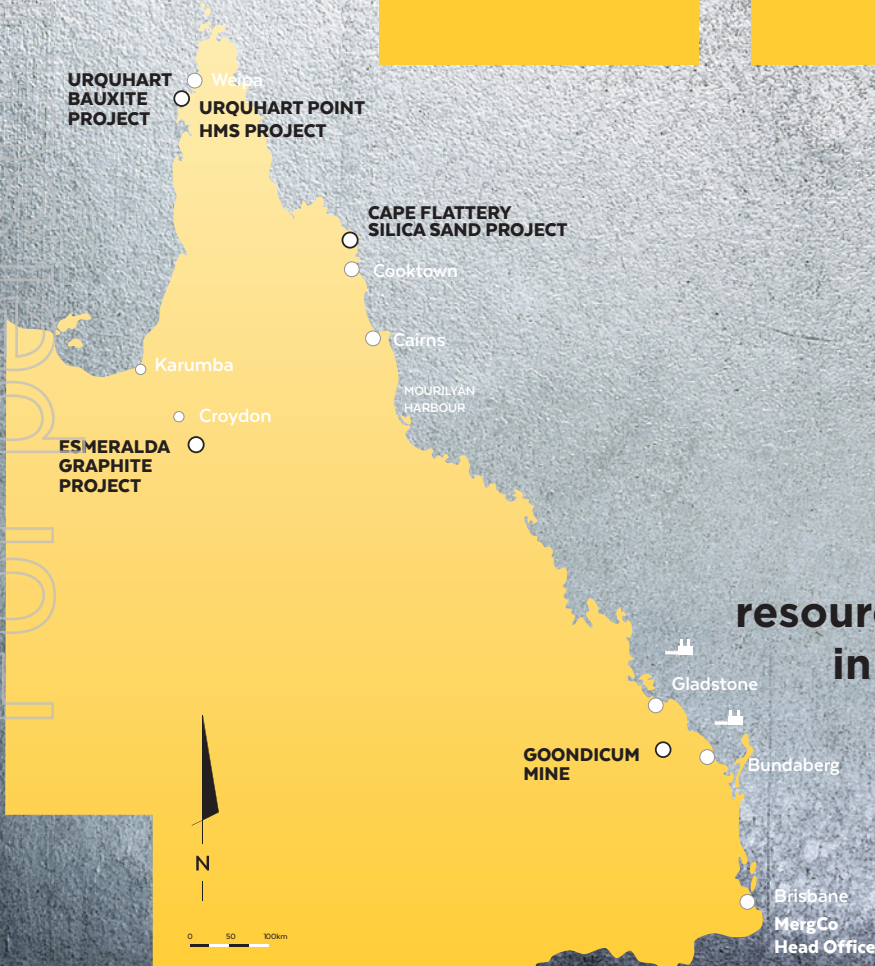 Weipa
URQUHART
BAUXITE
PROJECT
URQUHART POINT
HMS PROJECT
CAPE FLATTERY
SILICA SAND PROJECT
Cooktown
Cairns
Karumba
MOURILYAN
HARBOUR
Croydon
ESMERALDA
GRAPHITE
PROJECT
in
Gladstone
GOONDICUM
MINE
Bundaberg
N
Brisbane
MergCo
Head Office
0 50 100km